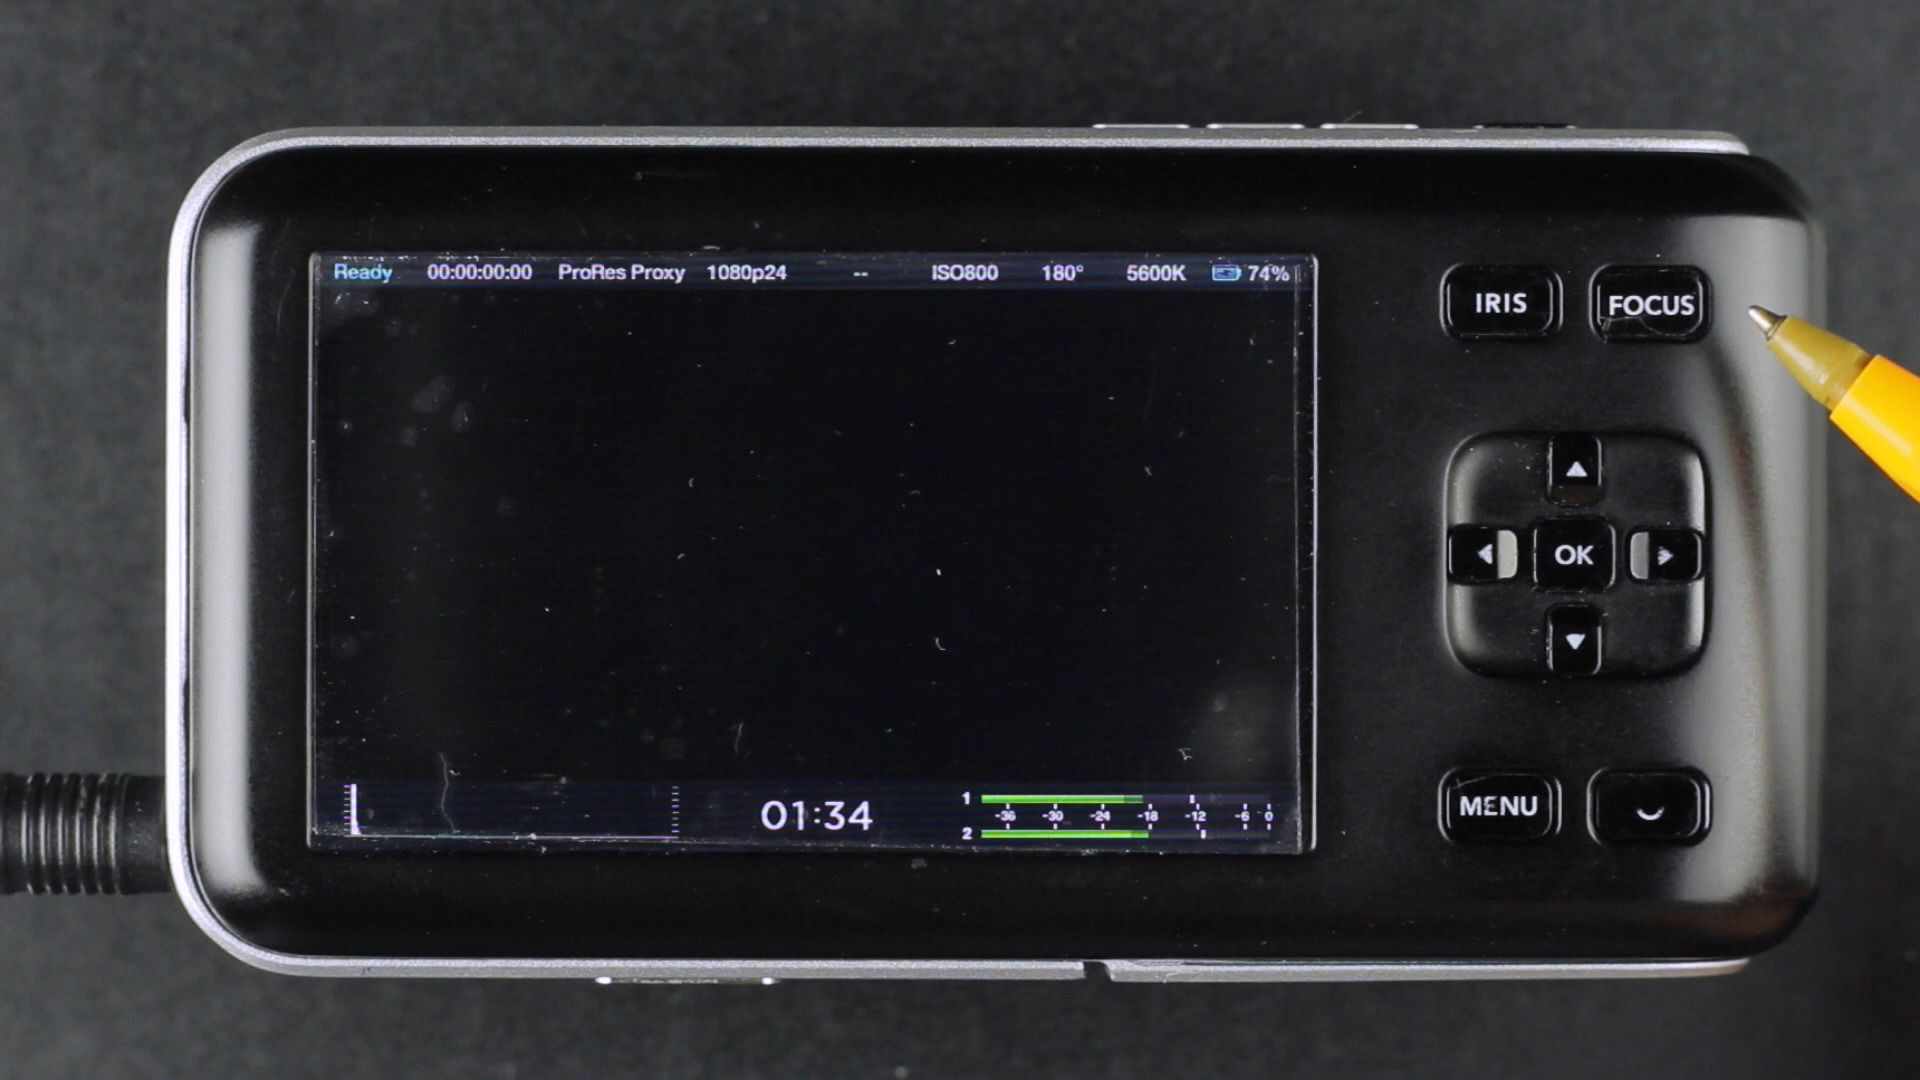 Ready 00:00:00:00 ProRes Proxy 1080p24 -- ISO800 180° 5600K 74%
IRIS FOCUS
OK
MENU
01:34
1
-36 -30 -24 -18 -12 -6 0
2